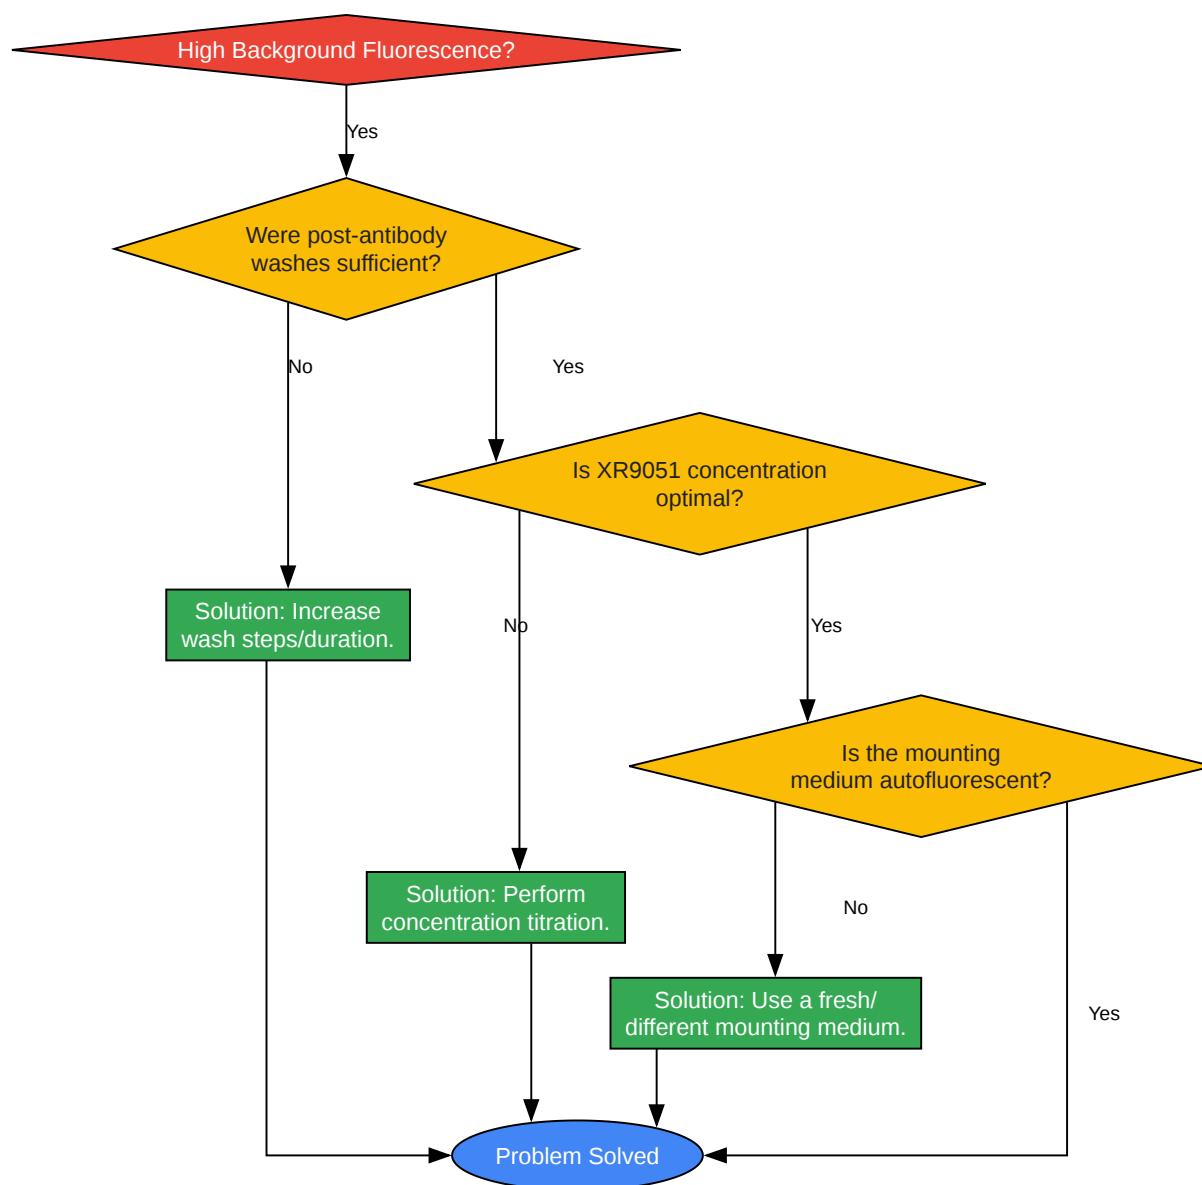 High Background Fluorescence?
Yes
Were post-antibody
washes sufficient?
No
Yes
Is XR9051 concentration
optimal?
Solution: Increase
wash steps/duration.
No
Yes
Is the mounting
medium autofluorescent?
Solution: Perform
concentration titration.
No
Solution: Use a fresh/
different mounting medium.
Yes
Problem Solved